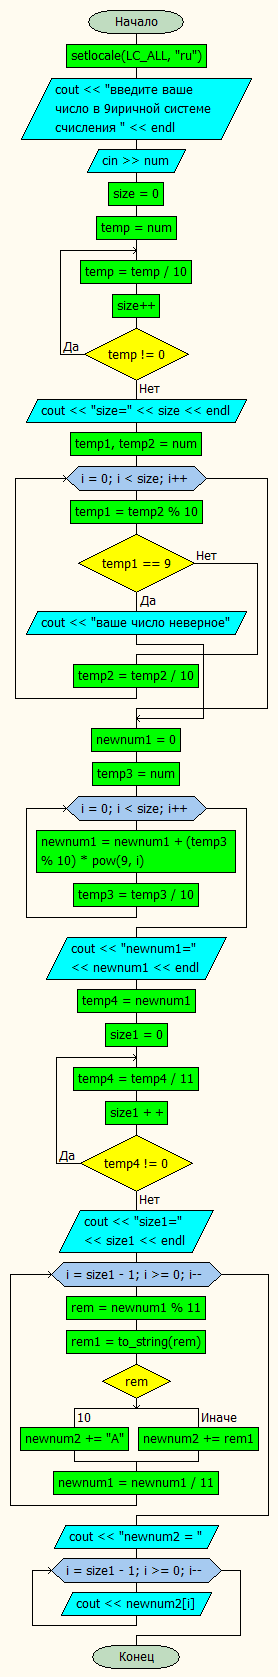 Начало
setlocale(LC_ALL, "ru")
cout << "введите ваше
число в 9иричной системе
счисления " << endl
cin >> num
size = 0
temp = num
temp = temp / 10
size++
temp != 0
Да
Нет
cout << "size=" << size << endl
temp1, temp2 = num
i = 0; i < size; i++
temp1 = temp2 % 10
temp1 == 9
Нет
Да
cout << "ваше число неверное"
temp2 = temp2 / 10
newnum1 = 0
temp3 = num
i = 0; i < size; i++
newnum1 = newnum1 + (temp3
% 10) * pow(9, i)
temp3 = temp3 / 10
cout << "newnum1="
<< newnum1 << endl
temp4 = newnum1
size1 = 0
temp4 = temp4 / 11
size1 + +
temp4 != 0
Да
Нет
cout << "size1="
<< size1 << endl
i = size1 - 1; i >= 0; i--
rem = newnum1 % 11
rem1 = to_string(rem)
rem
10
Иначе
newnum2 += "A"
newnum2 += rem1
newnum1 = newnum1 / 11
cout << "newnum2 = "
i = size1 - 1; i >= 0; i--
cout << newnum2[i]
Конец